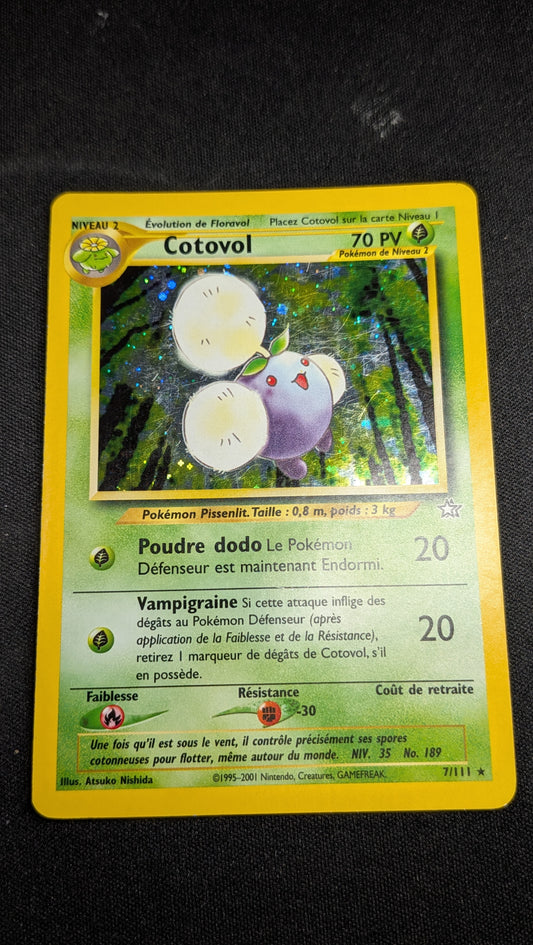 NIVEAU 2 Évolution de Floravol Placez Cotovol sur la carte Niveau 1
Cotovol 70 PV
Pokémon de Niveau 2
Pokémon Pissenlit. Taille : 0,8 m, poids : 3 kg
Poudre dodo Le Pokémon 20
Défenseur est maintenant Endormi.
Vampigraine Si cette attaque inflige des
dégâts au Pokémon Défenseur (après 20
application de la Faiblesse et de la Résistance),
retirez 1 marqueur de dégâts de Cotovol, s'il
en possède.
Faiblesse Résistance Coût de retraite
-30
Une fois qu'il est sous le vent, il contrôle précisément ses spores
cotonneuses pour flotter, même autour du monde. NIV. 35 No. 189
Illus. Atsuko Nishida ©1995-2001 Nintendo, Creatures, GAMEFREAK. 7/111 ★